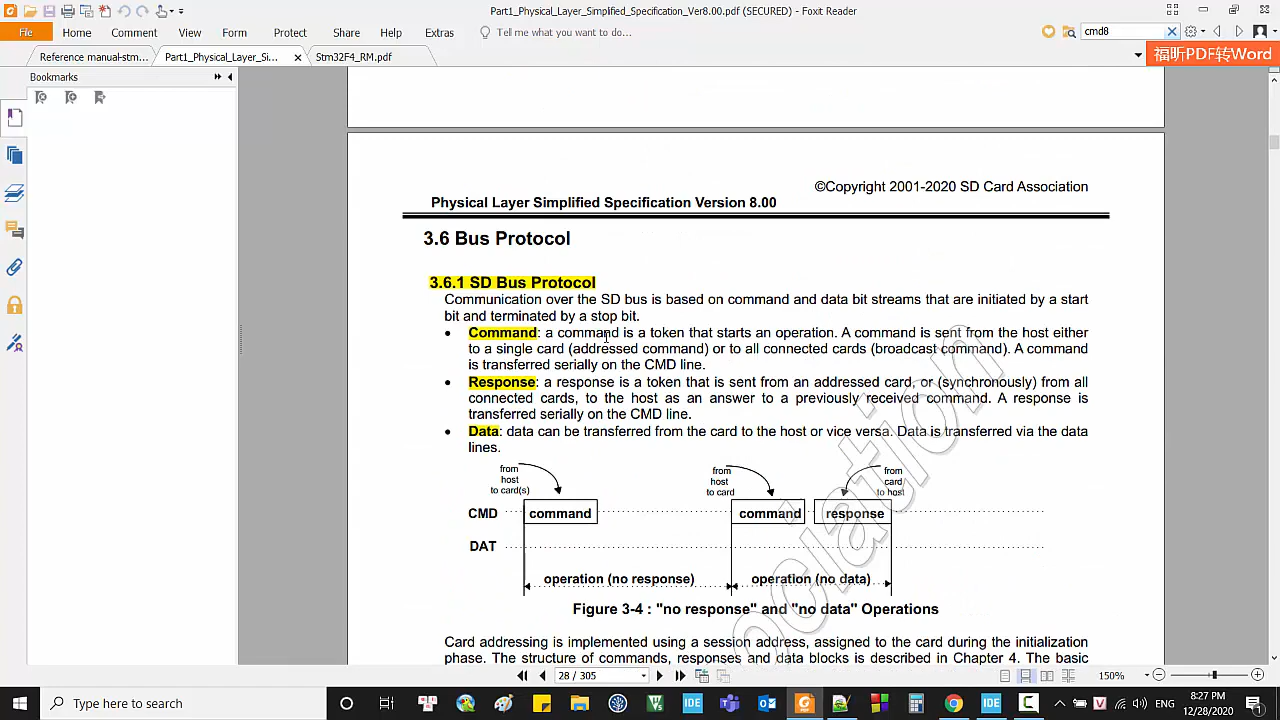 Part1_Physical_Layer_Simplified_Specification_Ver8.00.pdf (SECURED) - Foxit Reader
File Home Comment View Form Protect Share Help Extras Tell me what you want to do... cmd8
Reference manual-stm... Part1_Physical_Layer_Si... Stm32F4_RM.pdf 福昕PDF转Word
Bookmarks
©Copyright 2001-2020 SD Card Association
Physical Layer Simplified Specification Version 8.00
3.6 Bus Protocol
3.6.1 SD Bus Protocol
Communication over the SD bus is based on command and data bit streams that are initiated by a start
bit and terminated by a stop bit.
• Command: a command is a token that starts an operation. A command is sent from the host either
to a single card (addressed command) or to all connected cards (broadcast command). A command
is transferred serially on the CMD line.
• Response: a response is a token that is sent from an addressed card, or (synchronously) from all
connected cards, to the host as an answer to a previously received command. A response is
transferred serially on the CMD line.
• Data: data can be transferred from the card to the host or vice versa. Data is transferred via the data
lines.
from
host
to card(s)
from
host
to card
from
card
to host
CMD command command response
DAT
operation (no response) operation (no data)
Figure 3-4 : "no response" and "no data" Operations
Card addressing is implemented using a session address, assigned to the card during the initialization
phase. The structure of commands, responses and data blocks is described in Chapter 4. The basic
ociation
28 / 305
150%
Type here to search
IDE
IDE
ENG
8:27 PM
12/28/2020